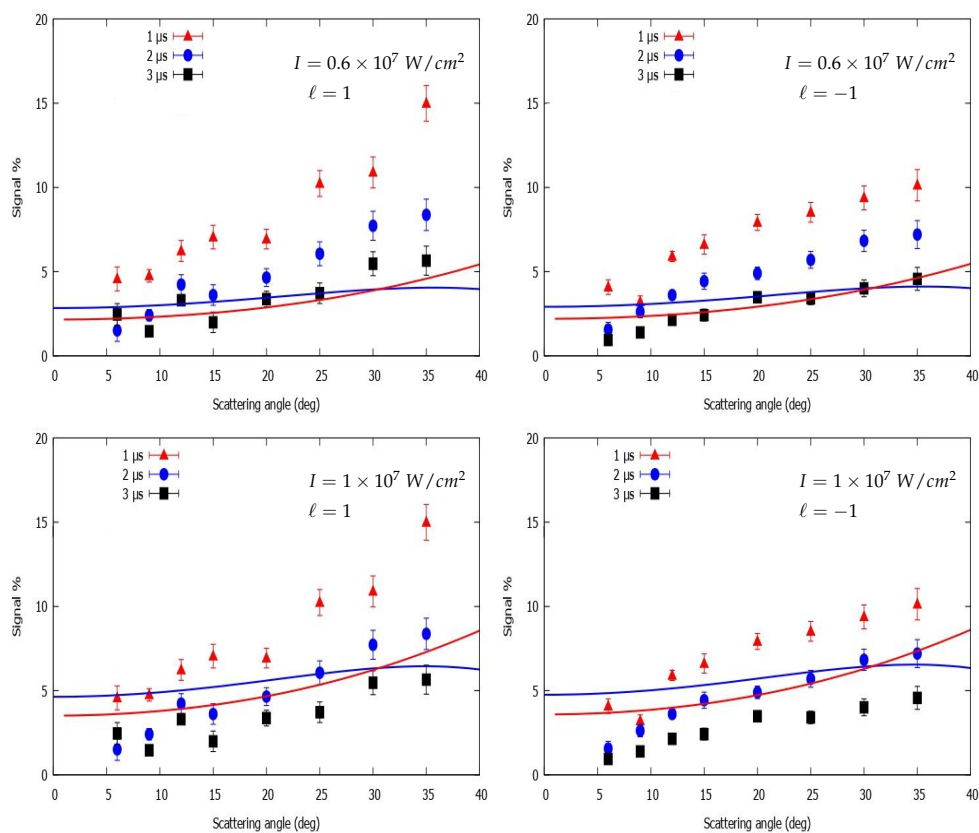 20
15
10
5
0
Signal %
1 μs
2 μs
3 μs
I = 0.6 × 10⁷ W/cm²
ℓ = 1
0 5 10 15 20 25 30 35 40
Scattering angle (deg)
20
15
10
5
0
Signal %
1 μs
2 μs
3 μs
I = 0.6 × 10⁷ W/cm²
ℓ = −1
0 5 10 15 20 25 30 35 40
Scattering angle (deg)
20
15
10
5
0
Signal %
1 μs
2 μs
3 μs
I = 1 × 10⁷ W/cm²
ℓ = 1
0 5 10 15 20 25 30 35 40
Scattering angle (deg)
20
15
10
5
0
Signal %
1 μs
2 μs
3 μs
I = 1 × 10⁷ W/cm²
ℓ = −1
0 5 10 15 20 25 30 35 40
Scattering angle (deg)